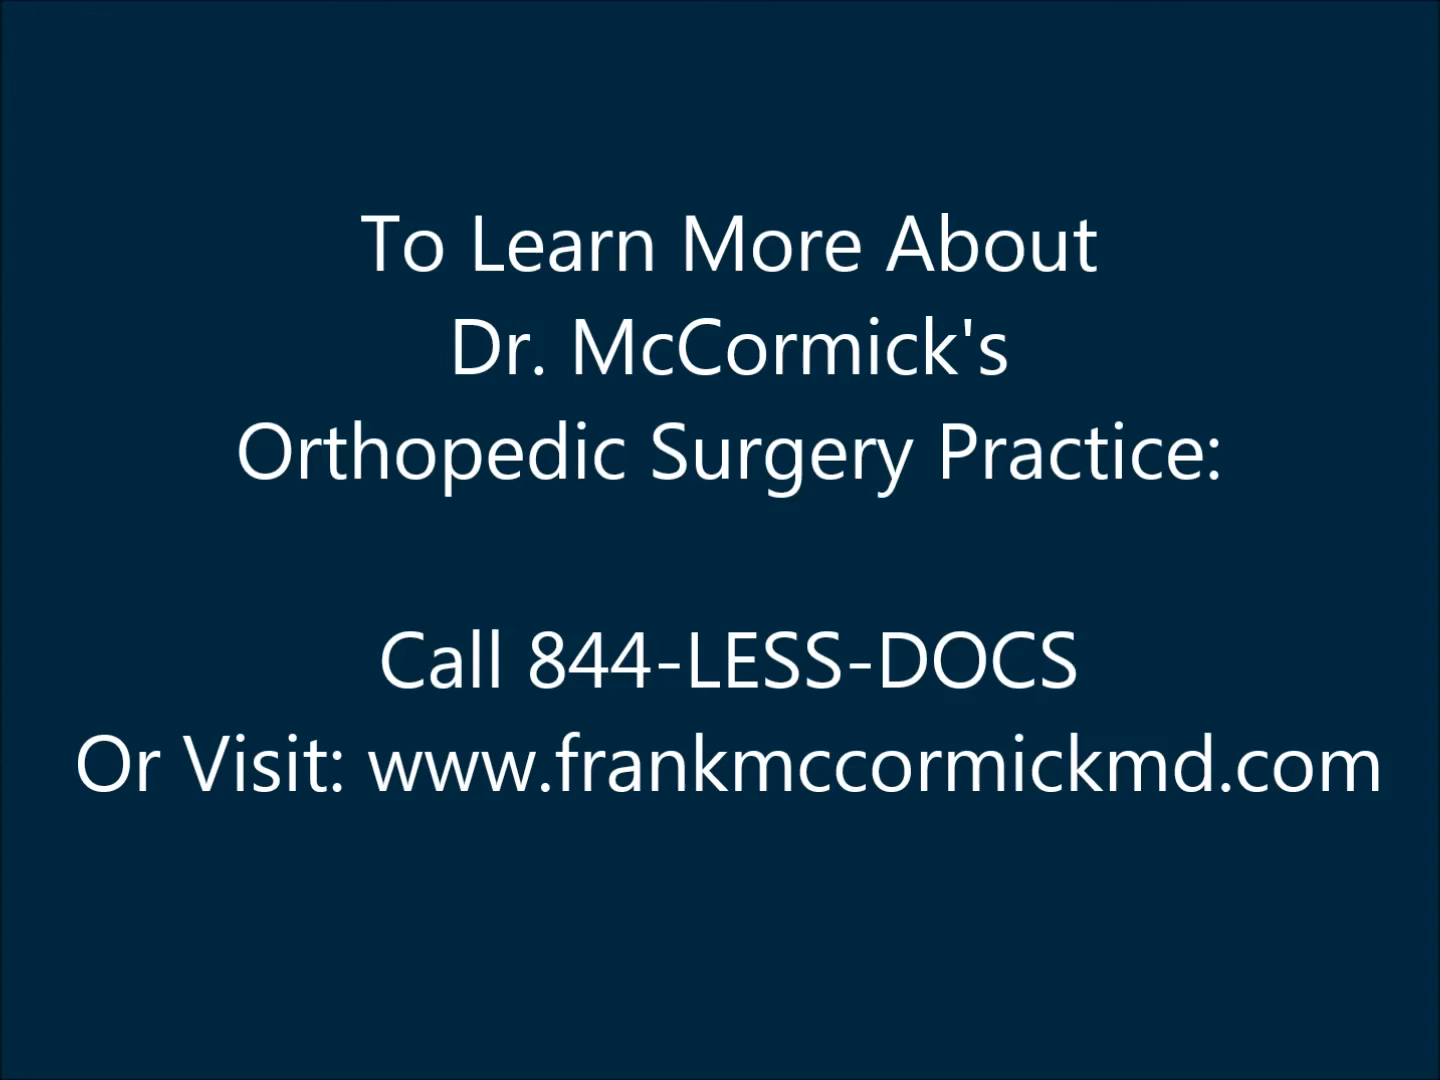 To Learn More About
Dr. McCormick's
Orthopedic Surgery Practice:
Call 844-LESS-DOCS
Or Visit: www.frankmccormickmd.com